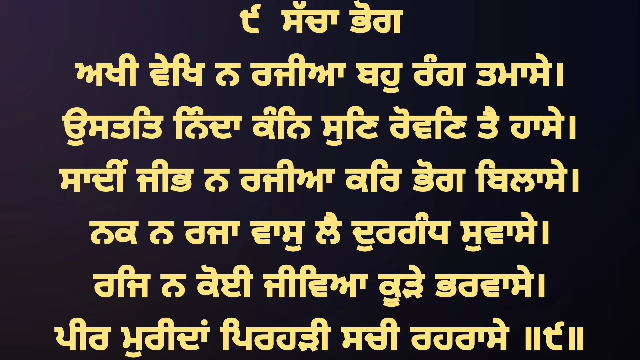 ੯ ਸੱਚਾ ਭੋਗ
ਅਖੀ ਵੇਖਿ ਨ ਰਜੀਆ ਬਹੁ ਰੰਗ ਤਮਾਸੇ।
ਉਸਤਤਿ ਨਿੰਦਾ ਕੰਨਿ ਸੁਣਿ ਰੋਵਣਿ ਤੈ ਹਾਸੇ।
ਸਾਦੀਂ ਜੀਭ ਨ ਰਜੀਆ ਕਰਿ ਭੋਗ ਬਿਲਾਸੇ।
ਨਕ ਨ ਰਜਾ ਵਾਸੁ ਲੈ ਦੁਰਗੰਧ ਸੁਵਾਸੇ।
ਰਜਿ ਨ ਕੋਈ ਜੀਵਿਆ ਕੂੜੇ ਭਰਵਾਸੇ।
ਪੀਰ ਮੁਰੀਦਾਂ ਪਿਰਹੜੀ ਸਚੀ ਰਹਰਾਸੇ ॥੯॥